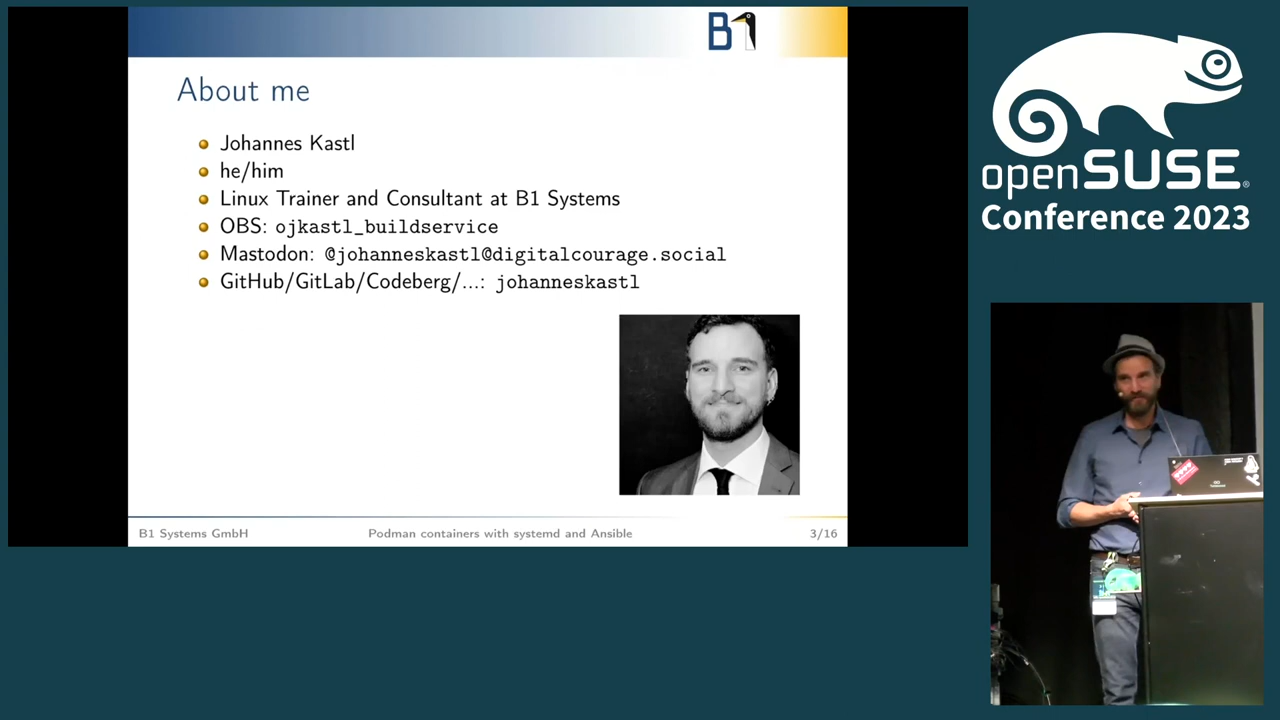 B1
About me
Johannes Kastl
he/him
Linux Trainer and Consultant at B1 Systems
OBS: ojkastl_buildservice
Mastodon: @johanneskastl@digitalcourage.social
GitHub/GitLab/Codeberg/...: johanneskastl
B1 Systems GmbH
Podman containers with systemd and Ansible
3/16
openSUSE®
Conference 2023